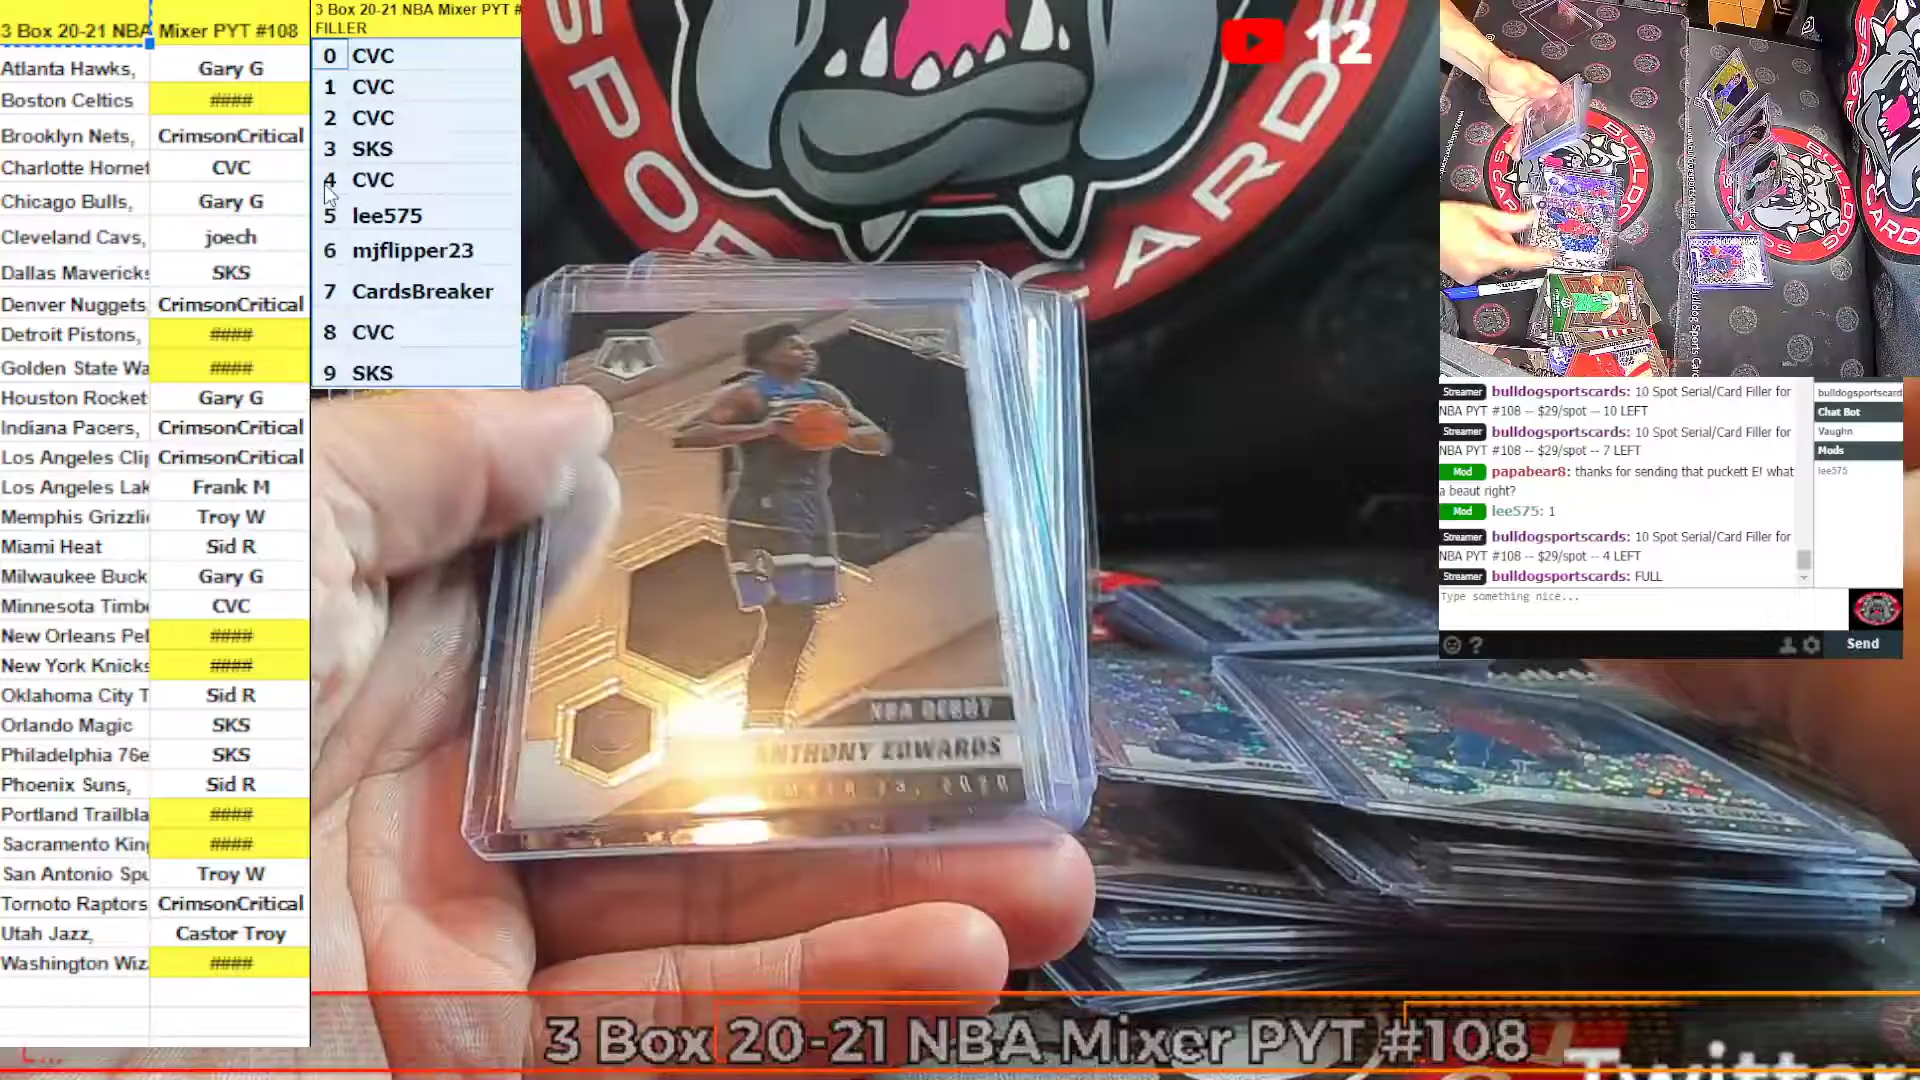 3 Box 20-21 NBA Mixer PYT #108
Atlanta Hawks, Gary G
Boston Celtics ####
Brooklyn Nets, CrimsonCritical
Charlotte Hornet CVC
Chicago Bulls, Gary G
Cleveland Cavs, joech
Dallas Mavericks SKS
Denver Nuggets, CrimsonCritical
Detroit Pistons, ####
Golden State Wa ####
Houston Rocket Gary G
Indiana Pacers, CrimsonCritical
Los Angeles Clip CrimsonCritical
Los Angeles Lak Frank M
Memphis Grizzlie Troy W
Miami Heat Sid R
Milwaukee Buck Gary G
Minnesota Timbe CVC
New Orleans Pel ####
New York Knicks ####
Oklahoma City T Sid R
Orlando Magic SKS
Philadelphia 76e SKS
Phoenix Suns, Sid R
Portland Trailbla ####
Sacramento King ####
San Antonio Spu Troy W
Tornoto Raptors CrimsonCritical
Utah Jazz, Castor Troy
Washington Wiz ####
3 Box 20-21 NBA Mixer PYT #
FILLER
0 CVC
1 CVC
2 CVC
3 SKS
4 CVC
5 lee575
6 mjflipper23
7 CardsBreaker
8 CVC
9 SKS
SPOR
CARDS
12
NBA DEBUT
ANTHONY EDWARDS
BULLDOG
CARDS
Streamer bulldogsportscards: 10 Spot Serial/Card Filler for
NBA PYT #108 -- $29/spot -- 10 LEFT
Streamer bulldogsportscards: 10 Spot Serial/Card Filler for
NBA PYT #108 -- $29/spot -- 7 LEFT
Mod papabear8: thanks for sending that puckett E! what
a beaut right?
Mod lee575: 1
Streamer bulldogsportscards: 10 Spot Serial/Card Filler for
NBA PYT #108 -- $29/spot -- 4 LEFT
Streamer bulldogsportscards: FULL
Type something nice...
Send
bulldogsportscard
Chat Bot
Vaughn
Mods
lee575
3 Box 20-21 NBA Mixer PYT #108
Twitter